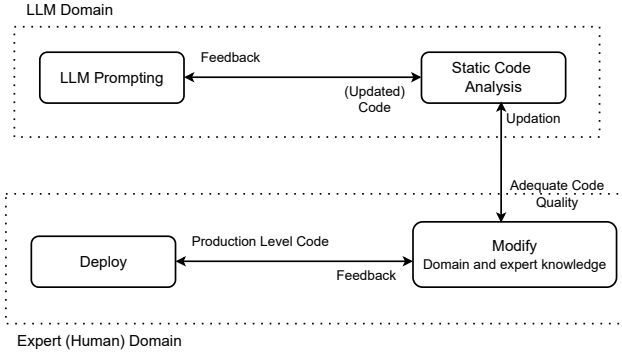 LLM Domain
Feedback
LLM Prompting
Static Code
Analysis
(Updated)
Code
Updation
Adequate Code
Quality
Production Level Code
Deploy
Modify
Domain and expert knowledge
Feedback
Expert (Human) Domain